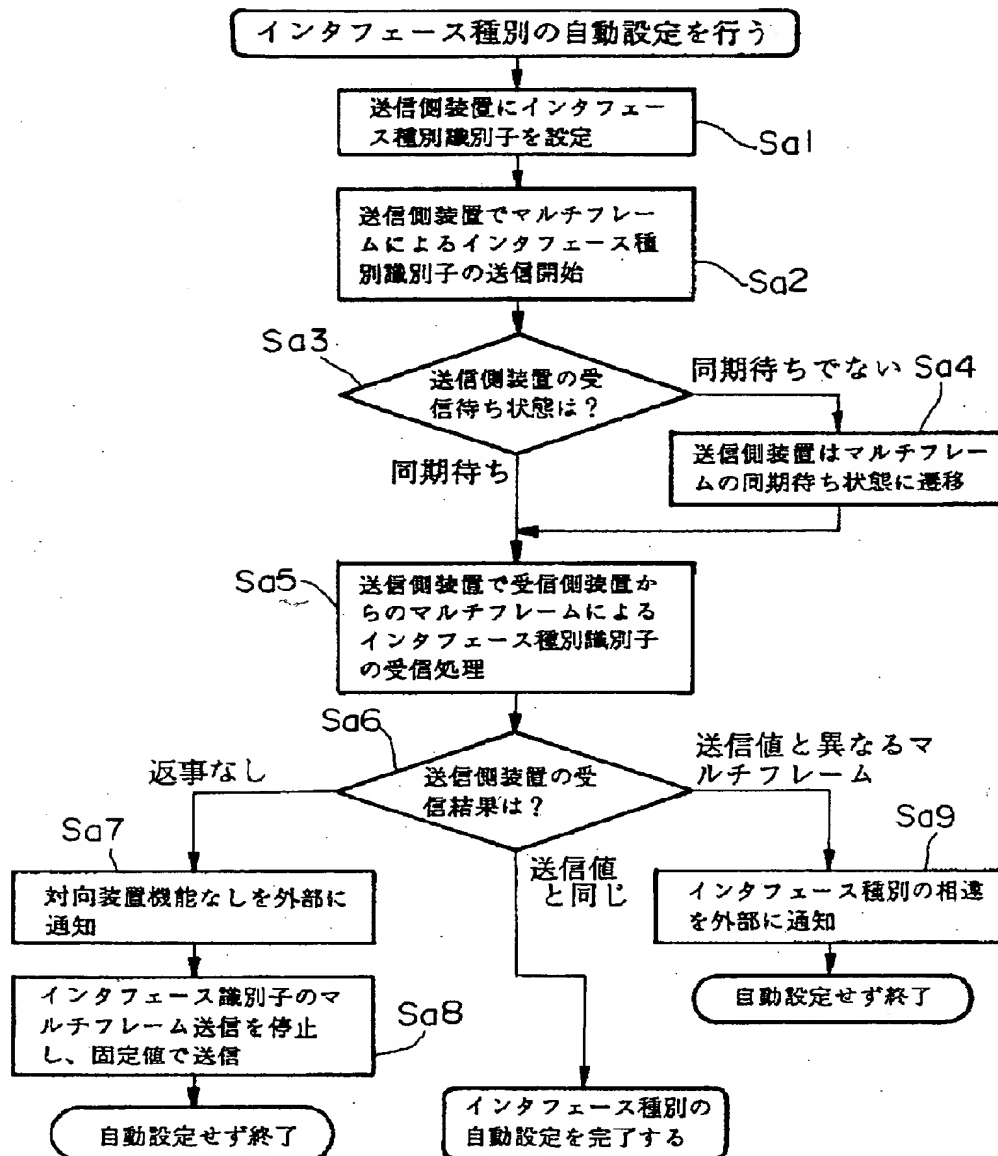 インタフェース種別の自動設定を行う
送信側装置にインタフェー
ス種別識別子を設定
Sa1
送信側装置でマルチフレー
ムによるインタフェース種
別識別子の送信開始
Sa2
Sa3
送信側装置の受
信待ち状態は？
同期待ちでない Sa4
同期待ち
送信側装置はマルチフレー
ムの同期待ち状態に遷移
Sa5
送信側装置で受信側装置か
らのマルチフレームによる
インタフェース種別識別子
の受信処理
Sa6
返事なし
送信側装置の受
信結果は？
送信値と異なるマ
ルチフレーム
Sa7
対向装置機能なしを外部に
通知
送信値
と同じ
Sa9
インタフェース種別の相違
を外部に通知
インタフェース識別子のマ
ルチフレーム送信を停止
し、固定値で送信
Sa8
自動設定せず終了
自動設定せず終了
インタフェース種別の
自動設定を完了する